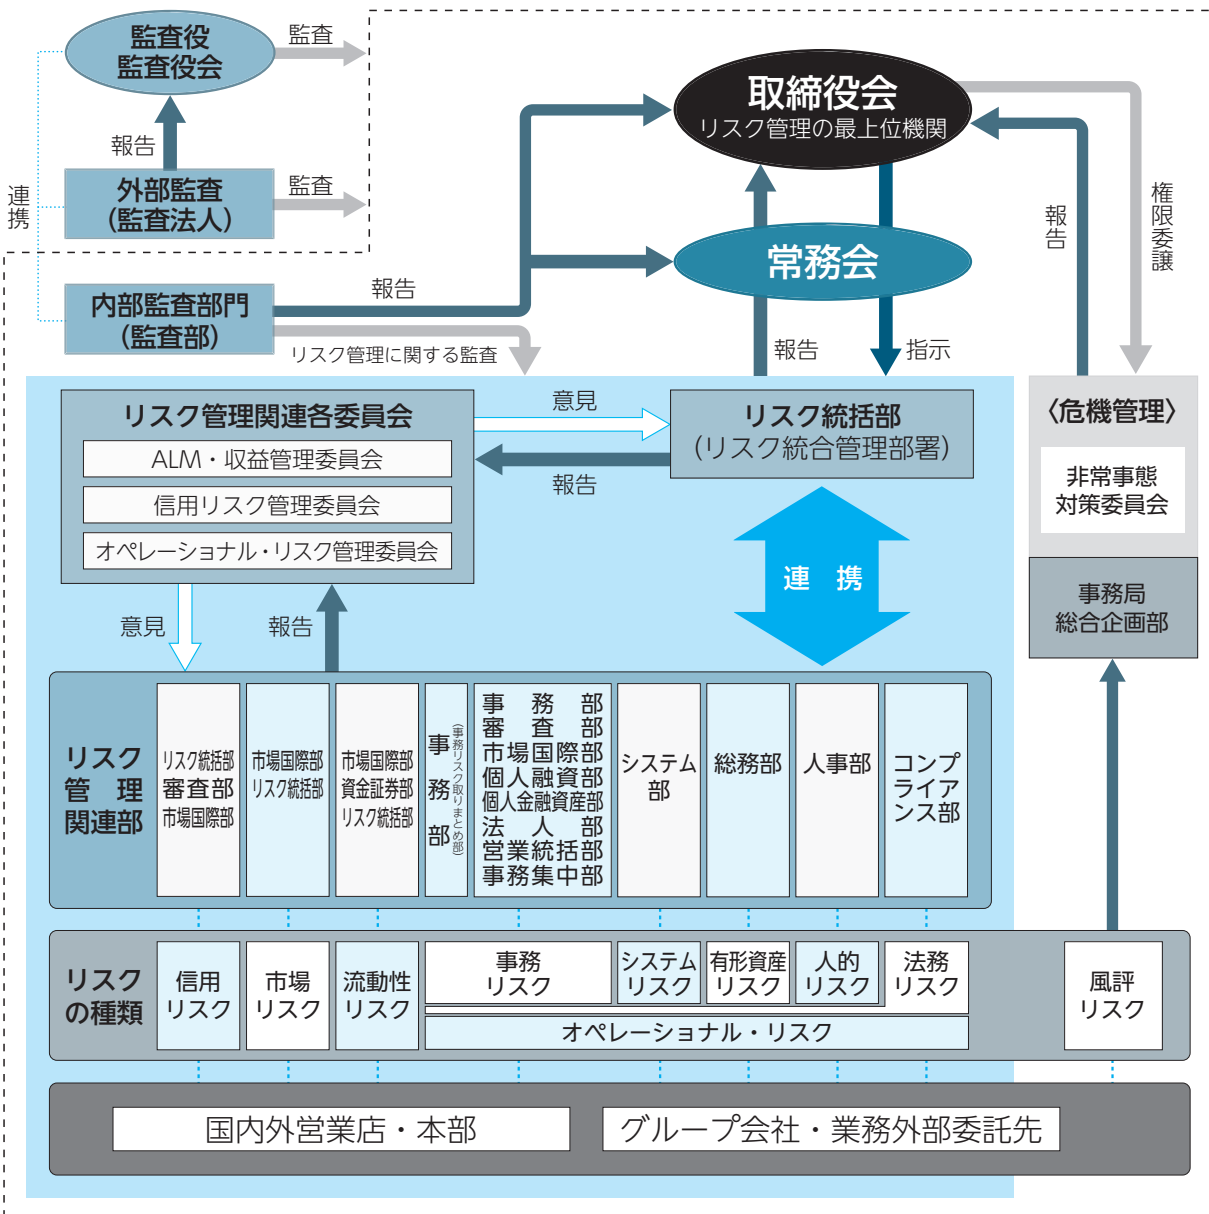 監査役
監査役会
監査
報告
連携
外部監査
(監査法人)
監査
内部監査部門
(監査部)
報告
リスク管理に関する監査
取締役会
リスク管理の最上位機関
常務会
報告
指示
報告
権限委譲
リスク管理関連各委員会
ALM・収益管理委員会
信用リスク管理委員会
オペレーショナル・リスク管理委員会
意見
報告
リスク統括部
(リスク統合管理部署)
〈危機管理〉
非常事態
対策委員会
事務局
総合企画部
連 携
意見
報告
リスク
管 理
関連部
リスク統括部
審査部
市場国際部
市場国際部
リスク統括部
市場国際部
資金証券部
リスク統括部
事務部
(事務リスク取りまとめ部)
事 務 部
審 査 部
市場国際部
個人融資部
個人金融資産部
法 人 部
営業統括部
事務集中部
システム
部
総務部
人事部
コンプ
ライア
ンス部
リスク
の種類
信用
リスク
市場
リスク
流動性
リスク
事務
リスク
システム
リスク
有形資産
リスク
人的
リスク
法務
リスク
オペレーショナル・リスク
風評
リスク
国内外営業店・本部
グループ会社・業務外部委託先